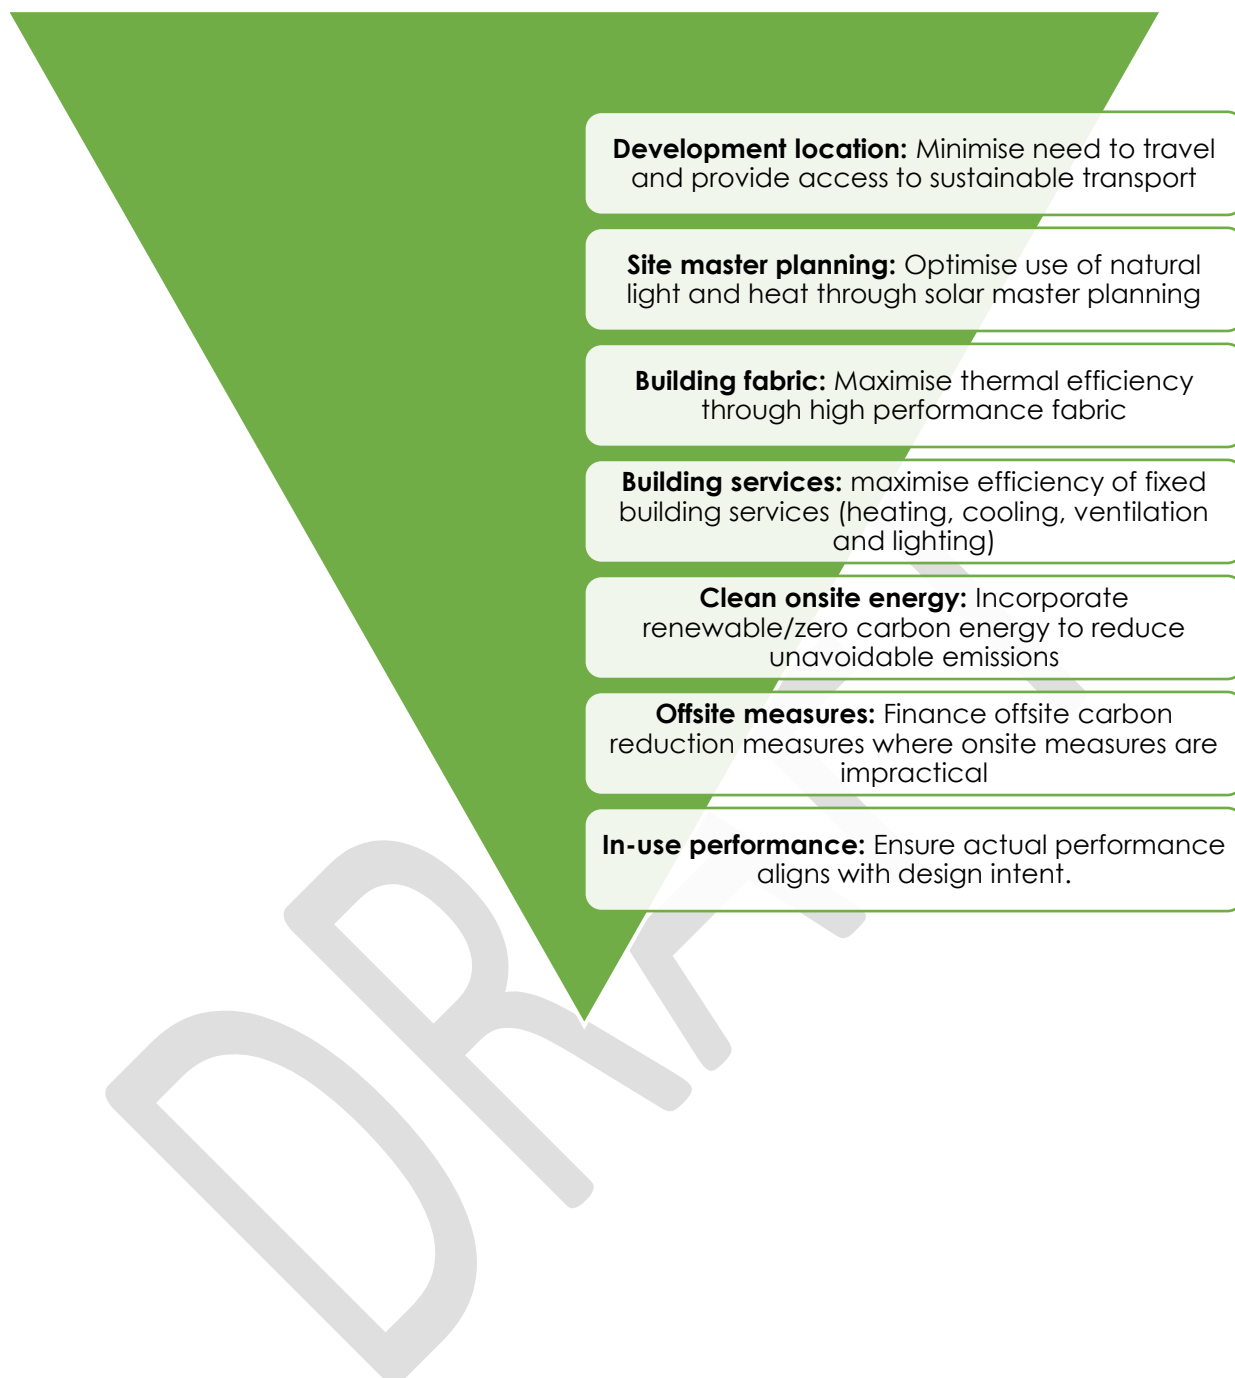 Development location: Minimise need to travel
and provide access to sustainable transport
Site master planning: Optimise use of natural
light and heat through solar master planning
Building fabric: Maximise thermal efficiency
through high performance fabric
Building services: maximise efficiency of fixed
building services (heating, cooling, ventilation
and lighting)
Clean onsite energy: Incorporate
renewable/zero carbon energy to reduce
unavoidable emissions
Offsite measures: Finance offsite carbon
reduction measures where onsite measures are
impractical
In-use performance: Ensure actual performance
aligns with design intent.
DRAFT